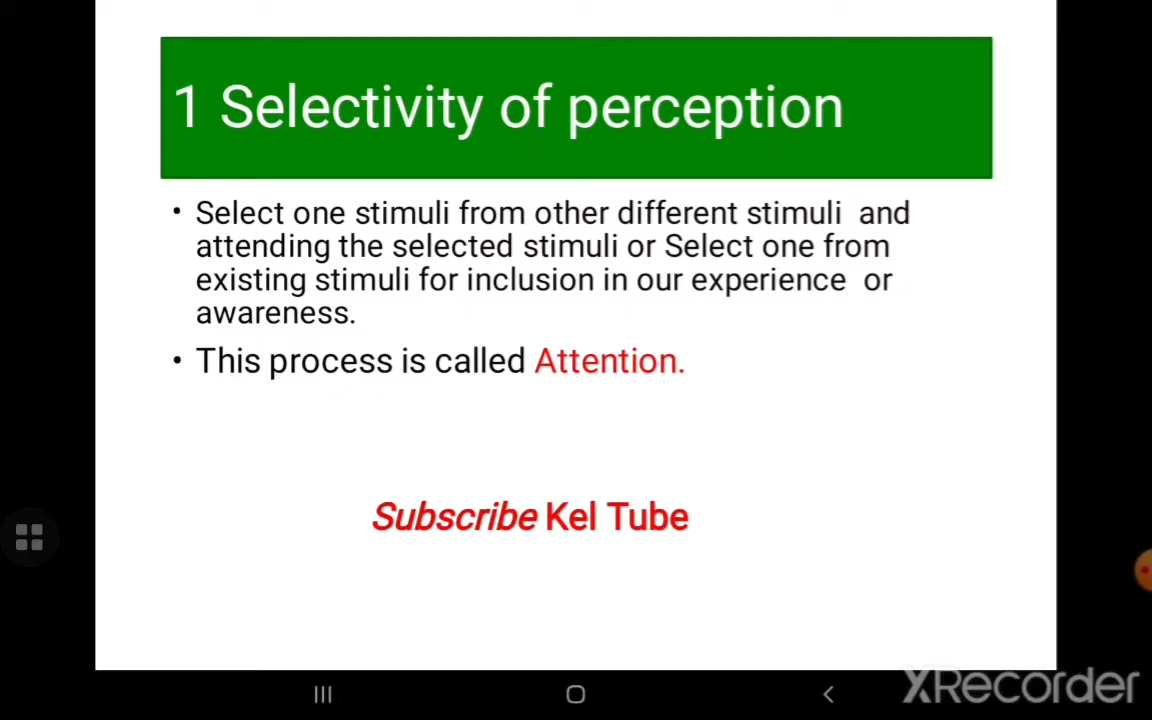 1 Selectivity of perception
• Select one stimuli from other different stimuli and
attending the selected stimuli or Select one from
existing stimuli for inclusion in our experience or
awareness.
• This process is called Attention.
Subscribe Kel Tube
XRecorder